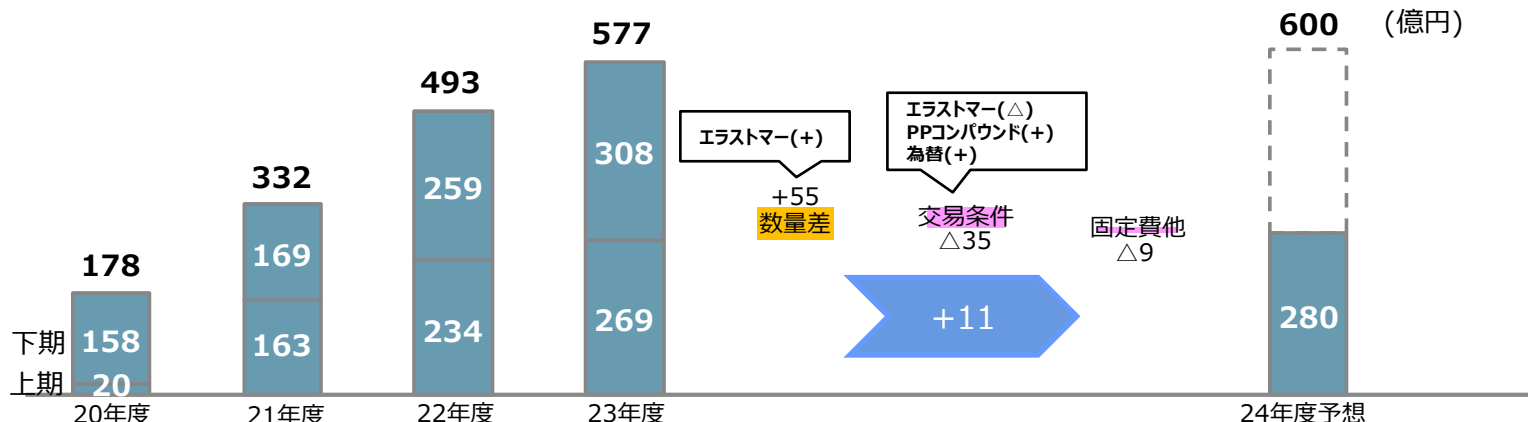 (億円)
178
158
20
下期
上期
20年度
332
169
163
21年度
493
259
234
22年度
577
308
269
23年度
エラストマー(+)
+55
数量差
エラストマー(△)
PPコンパウンド(+)
為替(+)
交易条件
△35
固定費他
△9
+11
600
280
24年度予想